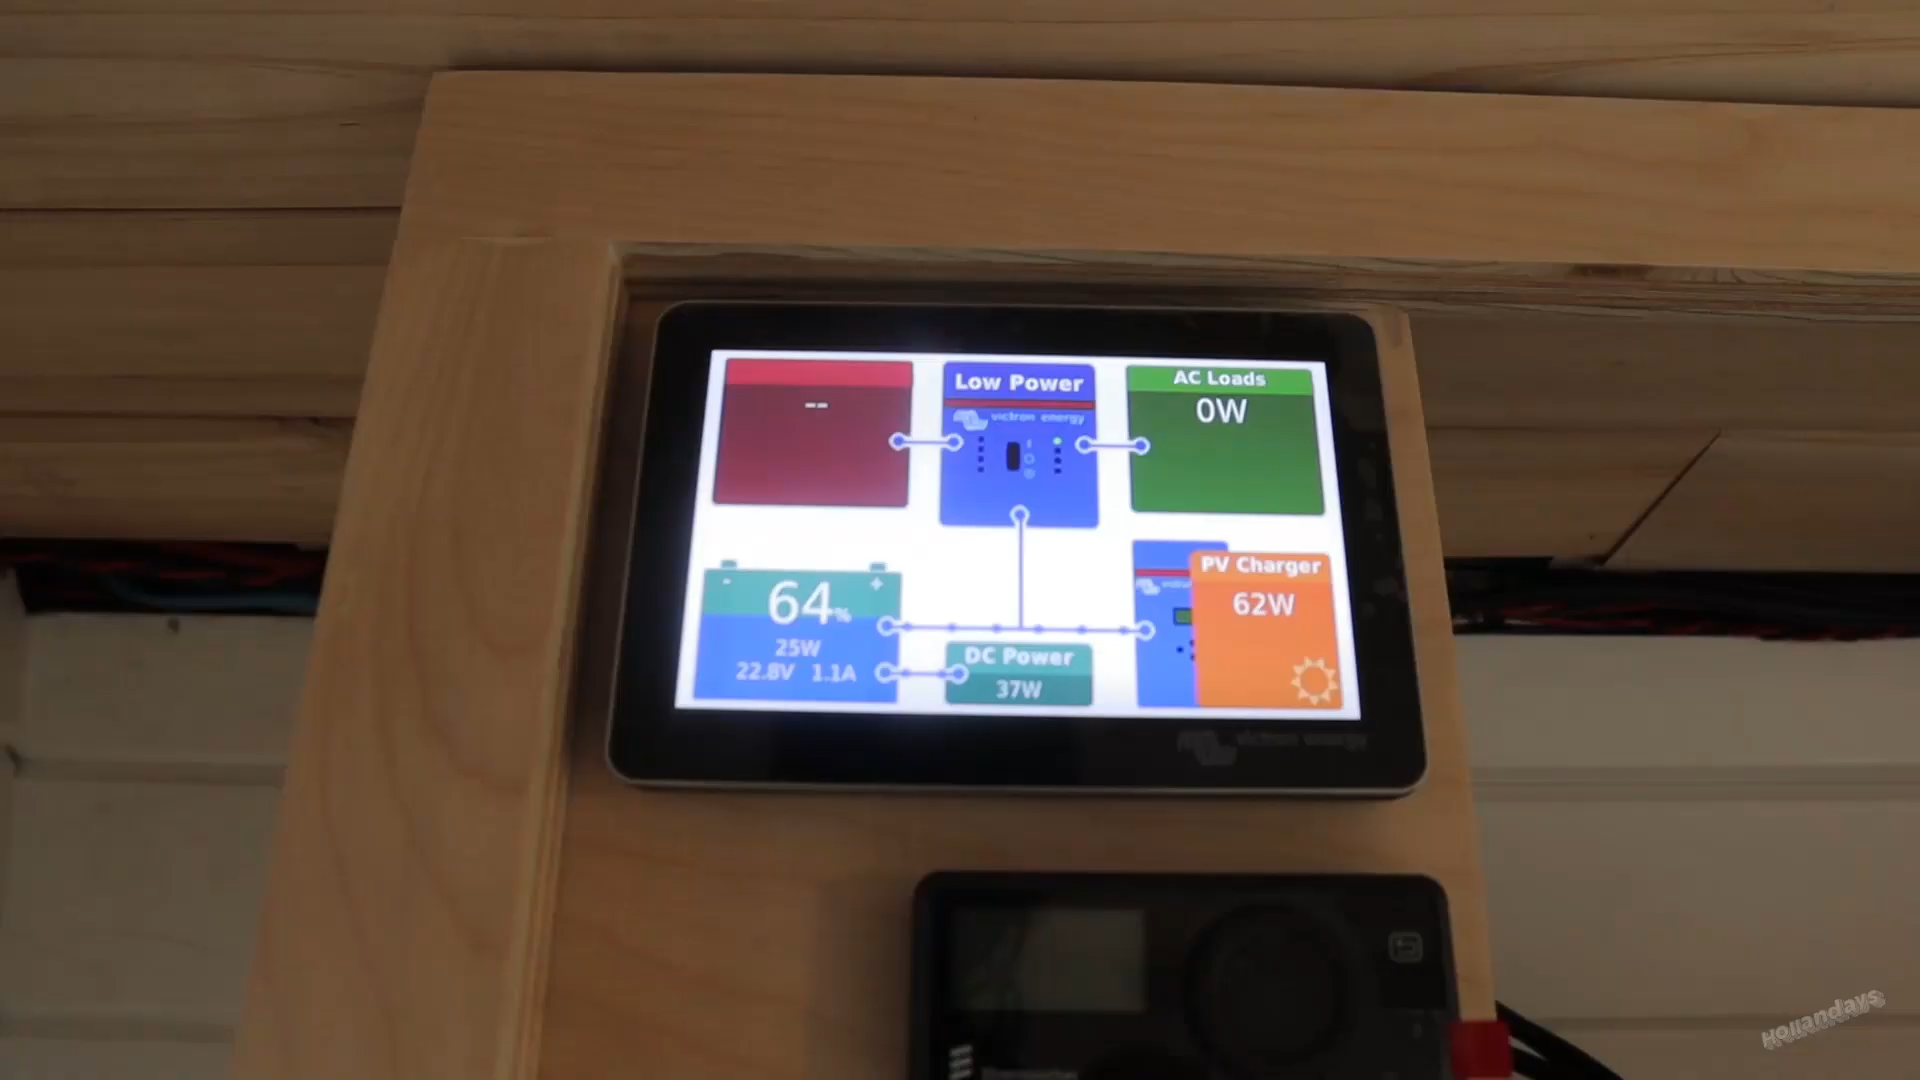 --
Low Power
victron energy
AC Loads
0W
- +
64%
25W
22.8V 1.1A
DC Power
37W
PV Charger
62W
victron energy
Hollandays